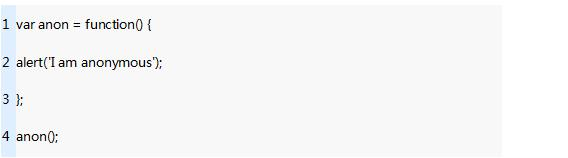 1 var anon = function() {
2 alert('I am anonymous');
3 };
4 anon();